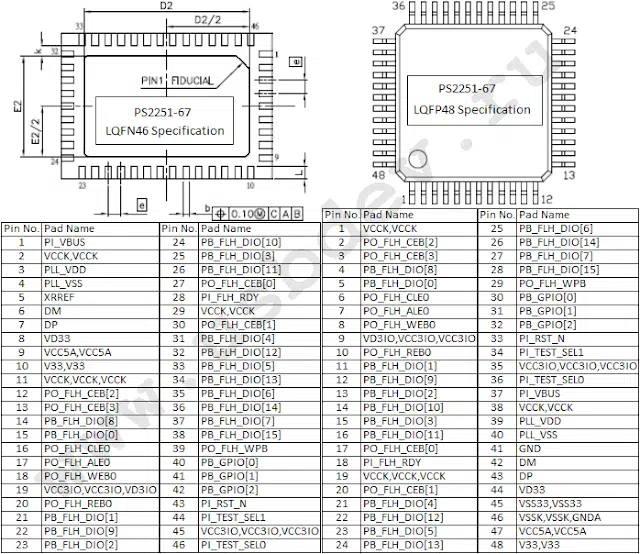 D2
D2/2
33
46
k
1
e
E2
E2/2
PIN1 FIDUCIAL
PS2251-67
LQFN46 Specification
24
9
23
10
L
e
b
0.10 M C A B
36
25
37
24
PS2251-67
LQFP48 Specification
48
13
1
12
www.usbdev.ru
Pin No. Pad Name Pin No. Pad Name
1 PI_VBUS 24 PB_FLH_DIO[10]
2 VCCK,VCCK 25 PB_FLH_DIO[3]
3 PLL_VDD 26 PB_FLH_DIO[11]
4 PLL_VSS 27 PO_FLH_CEB[0]
5 XRREF 28 PI_FLH_RDY
6 DM 29 VCCK,VCCK
7 DP 30 PO_FLH_CEB[1]
8 VD33 31 PB_FLH_DIO[4]
9 VCC5A,VCC5A 32 PB_FLH_DIO[12]
10 V33,V33 33 PB_FLH_DIO[5]
11 VCCK,VCCK,VCCK 34 PB_FLH_DIO[13]
12 PO_FLH_CEB[2] 35 PB_FLH_DIO[6]
13 PO_FLH_CEB[3] 36 PB_FLH_DIO[14]
14 PB_FLH_DIO[8] 37 PB_FLH_DIO[7]
15 PB_FLH_DIO[0] 38 PB_FLH_DIO[15]
16 PO_FLH_CLE0 39 PO_FLH_WPB
17 PO_FLH_ALE0 40 PB_GPIO[0]
18 PO_FLH_WEB0 41 PB_GPIO[1]
19 VCC3IO,VCC3IO,VD3IO 42 PB_GPIO[2]
20 PO_FLH_REB0 43 PI_RST_N
21 PB_FLH_DIO[1] 44 PI_TEST_SEL1
22 PB_FLH_DIO[9] 45 VCC3IO,VCC3IO,VCC3IO
23 PB_FLH_DIO[2] 46 PI_TEST_SEL0
Pin No. Pad Name Pin No. Pad Name
1 VCCK,VCCK 25 PB_FLH_DIO[6]
2 PO_FLH_CEB[2] 26 PB_FLH_DIO[14]
3 PO_FLH_CEB[3] 27 PB_FLH_DIO[7]
4 PB_FLH_DIO[8] 28 PB_FLH_DIO[15]
5 PB_FLH_DIO[0] 29 PO_FLH_WPB
6 PO_FLH_CLE0 30 PB_GPIO[0]
7 PO_FLH_ALE0 31 PB_GPIO[1]
8 PO_FLH_WEB0 32 PB_GPIO[2]
9 VD3IO,VCC3IO,VCC3IO 33 PI_RST_N
10 PO_FLH_REB0 34 PI_TEST_SEL1
11 PB_FLH_DIO[1] 35 VCC3IO,VCC3IO,VCC3IO
12 PB_FLH_DIO[9] 36 PI_TEST_SEL0
13 PB_FLH_DIO[2] 37 PI_VBUS
14 PB_FLH_DIO[10] 38 VCCK,VCCK
15 PB_FLH_DIO[3] 39 PLL_VDD
16 PB_FLH_DIO[11] 40 PLL_VSS
17 PO_FLH_CEB[0] 41 GND
18 PI_FLH_RDY 42 DM
19 VCCK,VCCK,VCCK 43 DP
20 PO_FLH_CEB[1] 44 VD33
21 PB_FLH_DIO[4] 45 VSS33,VSS33
22 PB_FLH_DIO[12] 46 VSSK,VSSK,GNDA
23 PB_FLH_DIO[5] 47 VCC5A,VCC5A
24 PB_FLH_DIO[13] 48 V33,V33